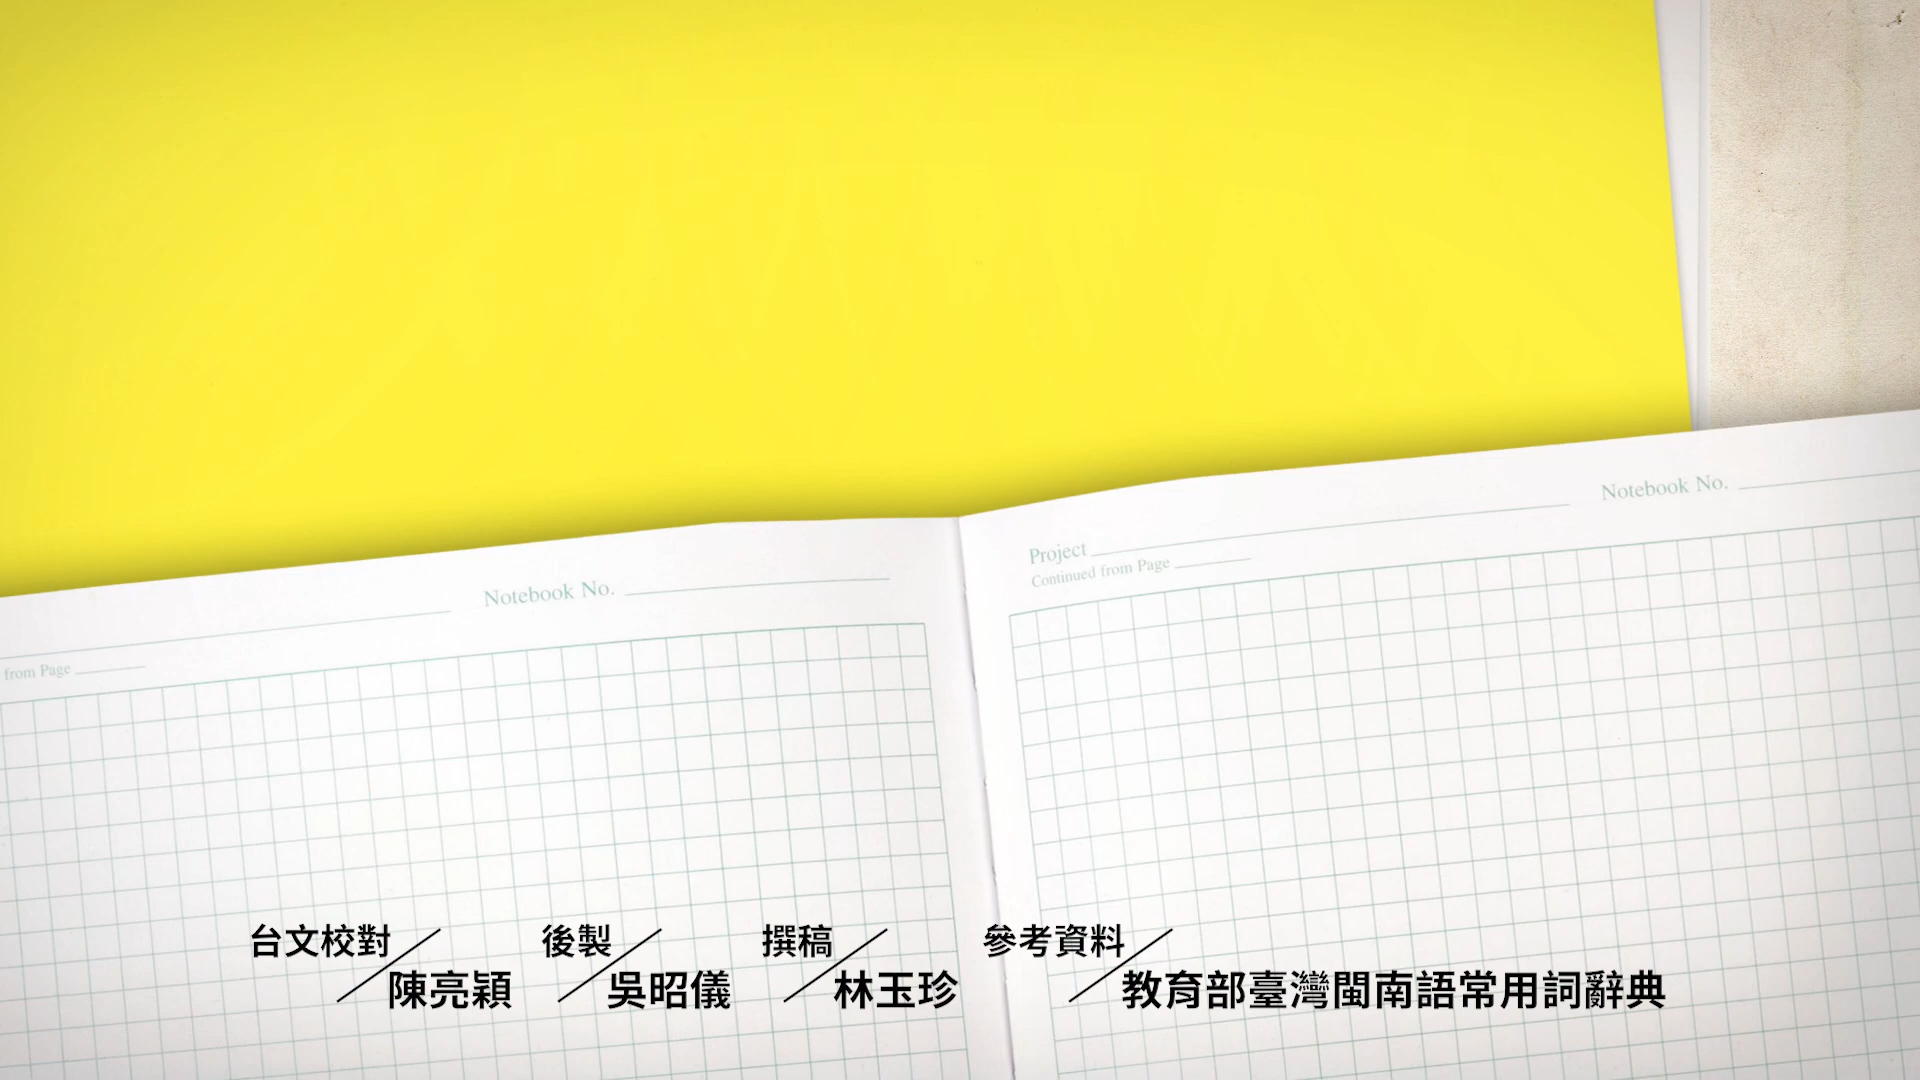 Notebook No.
Project
Notebook No.
Continued from Page
from Page
台文校對
後製
撰稿
參考資料
陳亮穎
吳昭儀
林玉珍
教育部臺灣閩南語常用詞辭典